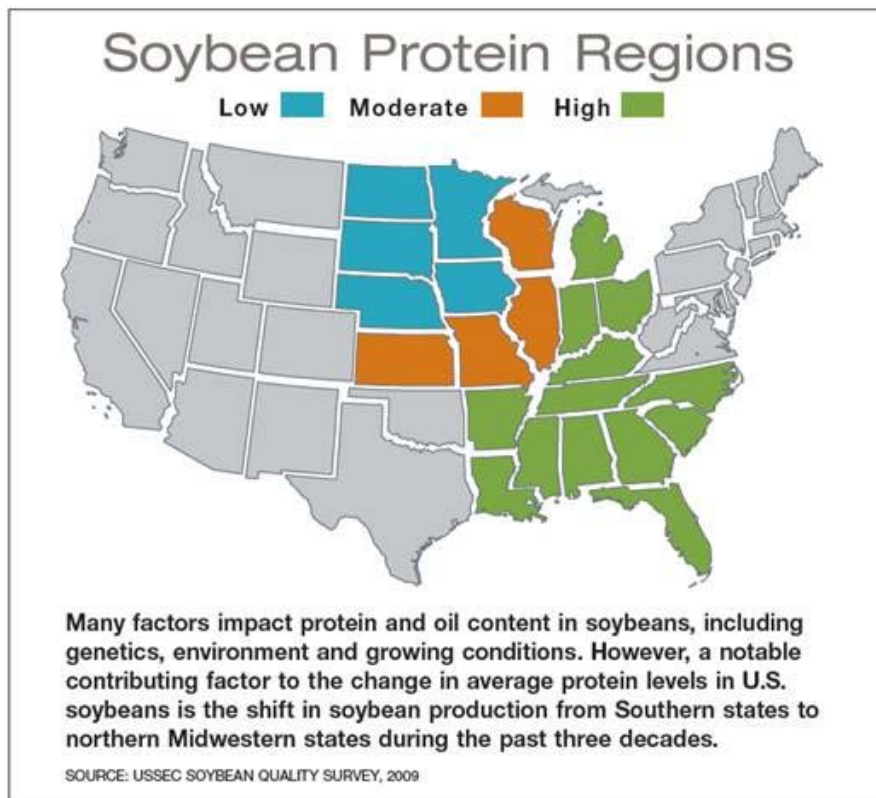 Soybean Protein Regions
Low Moderate High
Many factors impact protein and oil content in soybeans, including
genetics, environment and growing conditions. However, a notable
contributing factor to the change in average protein levels in U.S.
soybeans is the shift in soybean production from Southern states to
northern Midwestern states during the past three decades.
SOURCE: USSEC SOYBEAN QUALITY SURVEY, 2009